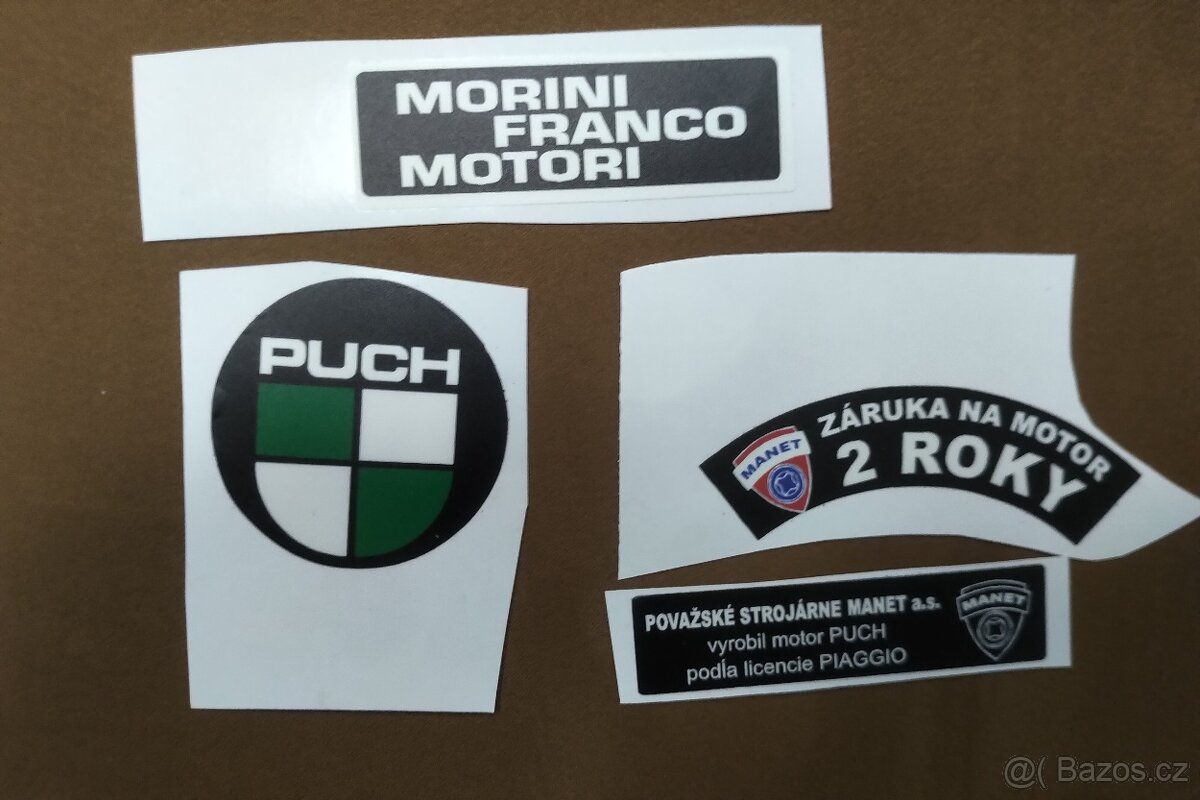 MORINI
FRANCO
MOTORI
PUCH
ZÁRUKA NA MOTOR
2 ROKY
MANET
POVAŽSKÉ STROJÁRNE MANET a.s.
vyrobil motor PUCH
podĺa licencie PIAGGIO
MANET
@( Bazos.cz